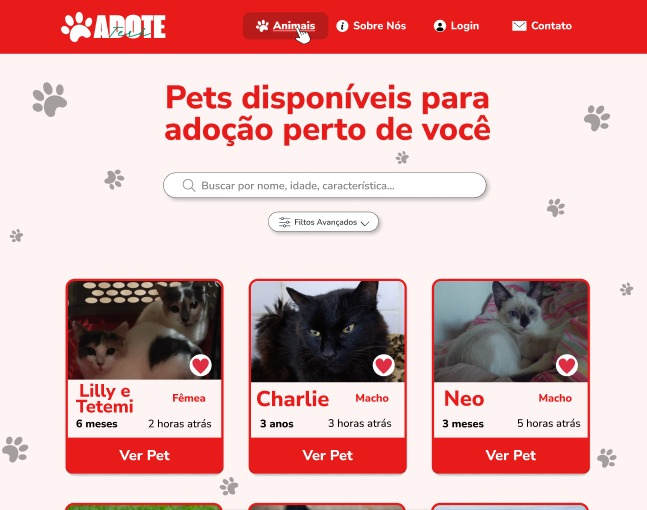 ADOTE
Animais
Sobre Nós
Login
Contato
Pets disponíveis para
adoção perto de você
Buscar por nome, idade, característica...
Filtos Avançados
Lilly e
Tetemi
Fêmea
6 meses
2 horas atrás
Ver Pet
Charlie
Macho
3 anos
3 horas atrás
Ver Pet
Neo
Macho
3 meses
5 horas atrás
Ver Pet